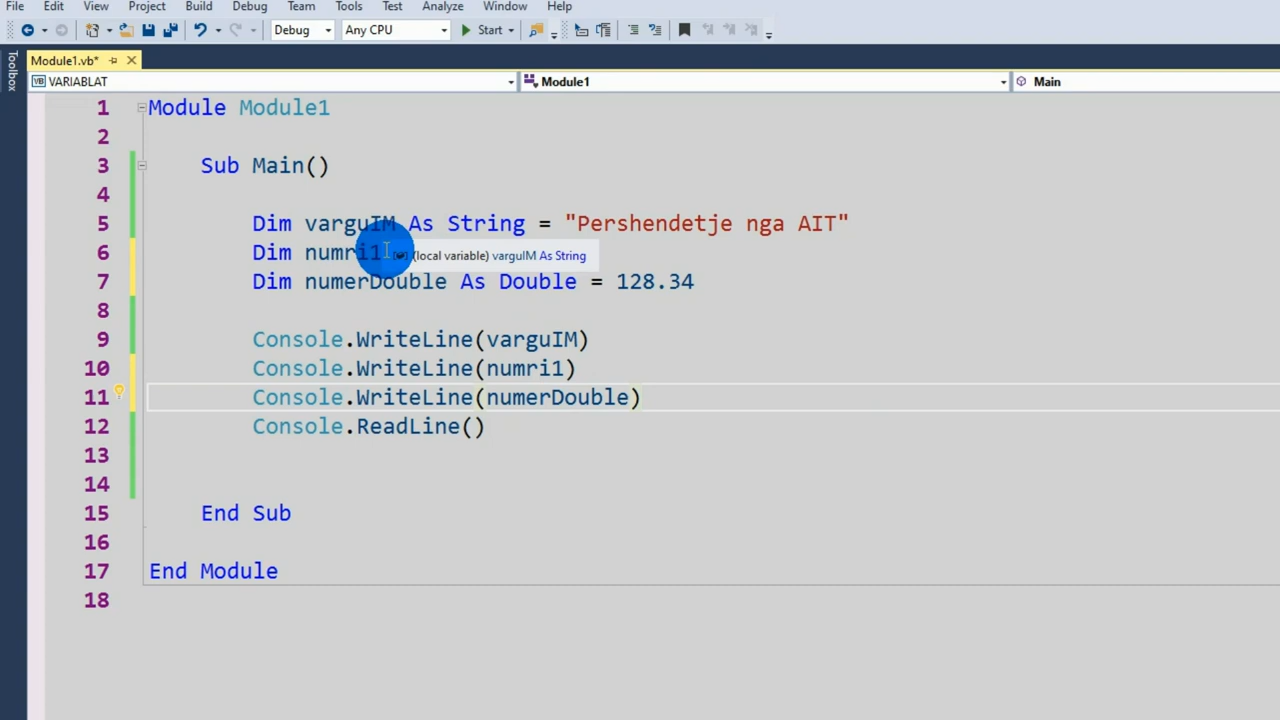 File Edit View Project Build Debug Team Tools Test Analyze Window Help
Debug Any CPU Start
Toolbox
Module1.vb*
VB VARIABLAT Module1 Main
1 Module Module1
2
3 Sub Main()
4
5 Dim varguIM As String = "Pershendetje nga AIT"
6 Dim numri1 (local variable) varguIM As String
7 Dim numerDouble As Double = 128.34
8
9 Console.WriteLine(varguIM)
10 Console.WriteLine(numri1)
11 Console.WriteLine(numerDouble)
12 Console.ReadLine()
13
14
15 End Sub
16
17 End Module
18